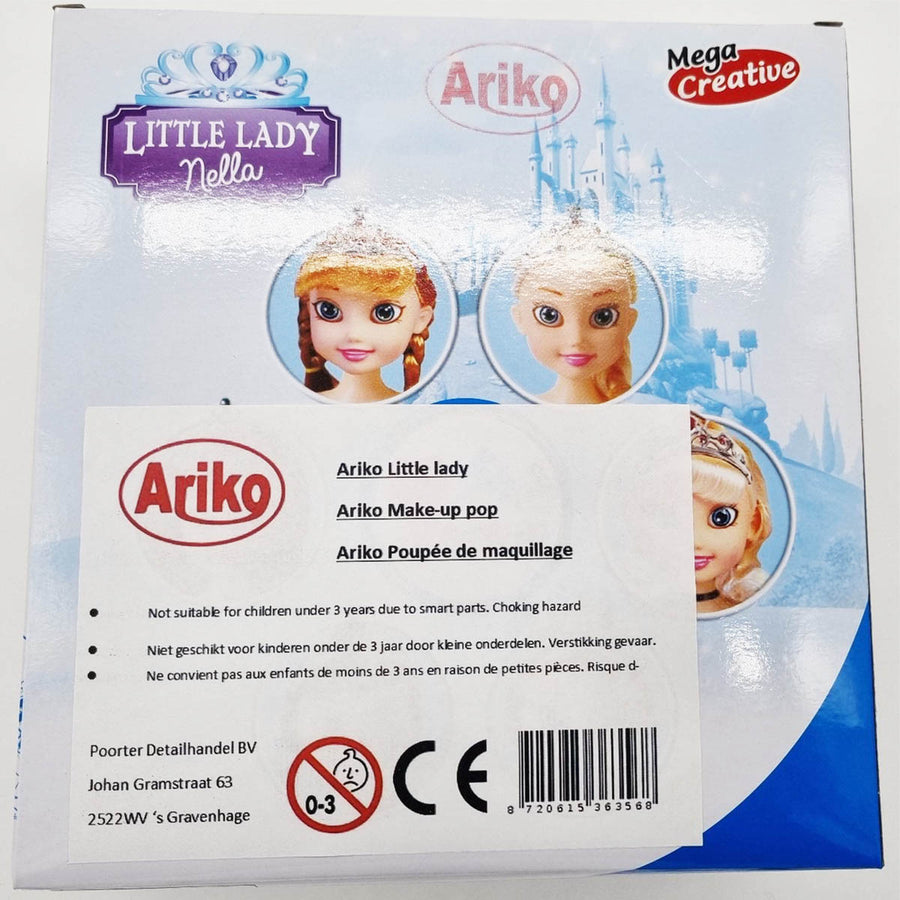 LITTLE LADY
Nella
Ariko
Mega
Creative
Ariko
Ariko Little lady
Ariko Make-up pop
Ariko Poupée de maquillage
Not suitable for children under 3 years due to smart parts. Choking hazard
Niet geschikt voor kinderen onder de 3 jaar door kleine onderdelen. Verstikking gevaar.
Ne convient pas aux enfants de moins de 3 ans en raison de petites pièces. Risque d-
Poorter Detailhandel BV
Johan Gramstraat 63
2522WV ‘s Gravenhage
0-3
CE
8 720615 363568